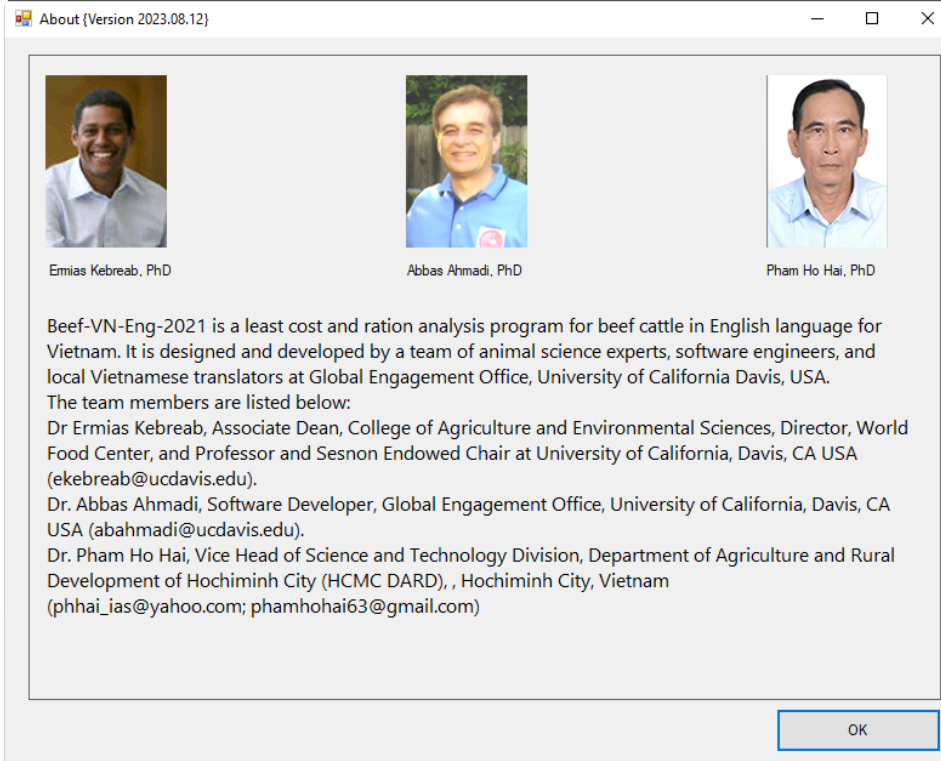 About {Version 2023.08.12}
Ermias Kebreab, PhD
Abbas Ahmadi, PhD
Pham Ho Hai, PhD
Beef-VN-Eng-2021 is a least cost and ration analysis program for beef cattle in English language for
Vietnam. It is designed and developed by a team of animal science experts, software engineers, and
local Vietnamese translators at Global Engagement Office, University of California Davis, USA.
The team members are listed below:
Dr Ermias Kebreab, Associate Dean, College of Agriculture and Environmental Sciences, Director, World
Food Center, and Professor and Sesnon Endowed Chair at University of California, Davis, CA USA
(ekebreab@ucdavis.edu).
Dr. Abbas Ahmadi, Software Developer, Global Engagement Office, University of California, Davis, CA
USA (abahmadi@ucdavis.edu).
Dr. Pham Ho Hai, Vice Head of Science and Technology Division, Department of Agriculture and Rural
Development of Hochiminh City (HCMC DARD), , Hochiminh City, Vietnam
(phhai_ias@yahoo.com; phamhohai63@gmail.com)
OK